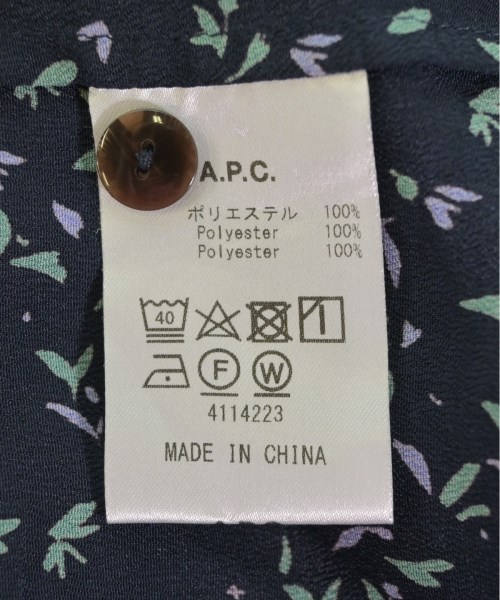 A.P.C.
ポリエステル 100%
Polyester 100%
Polyester 100%
40
F W
4114223
MADE IN CHINA